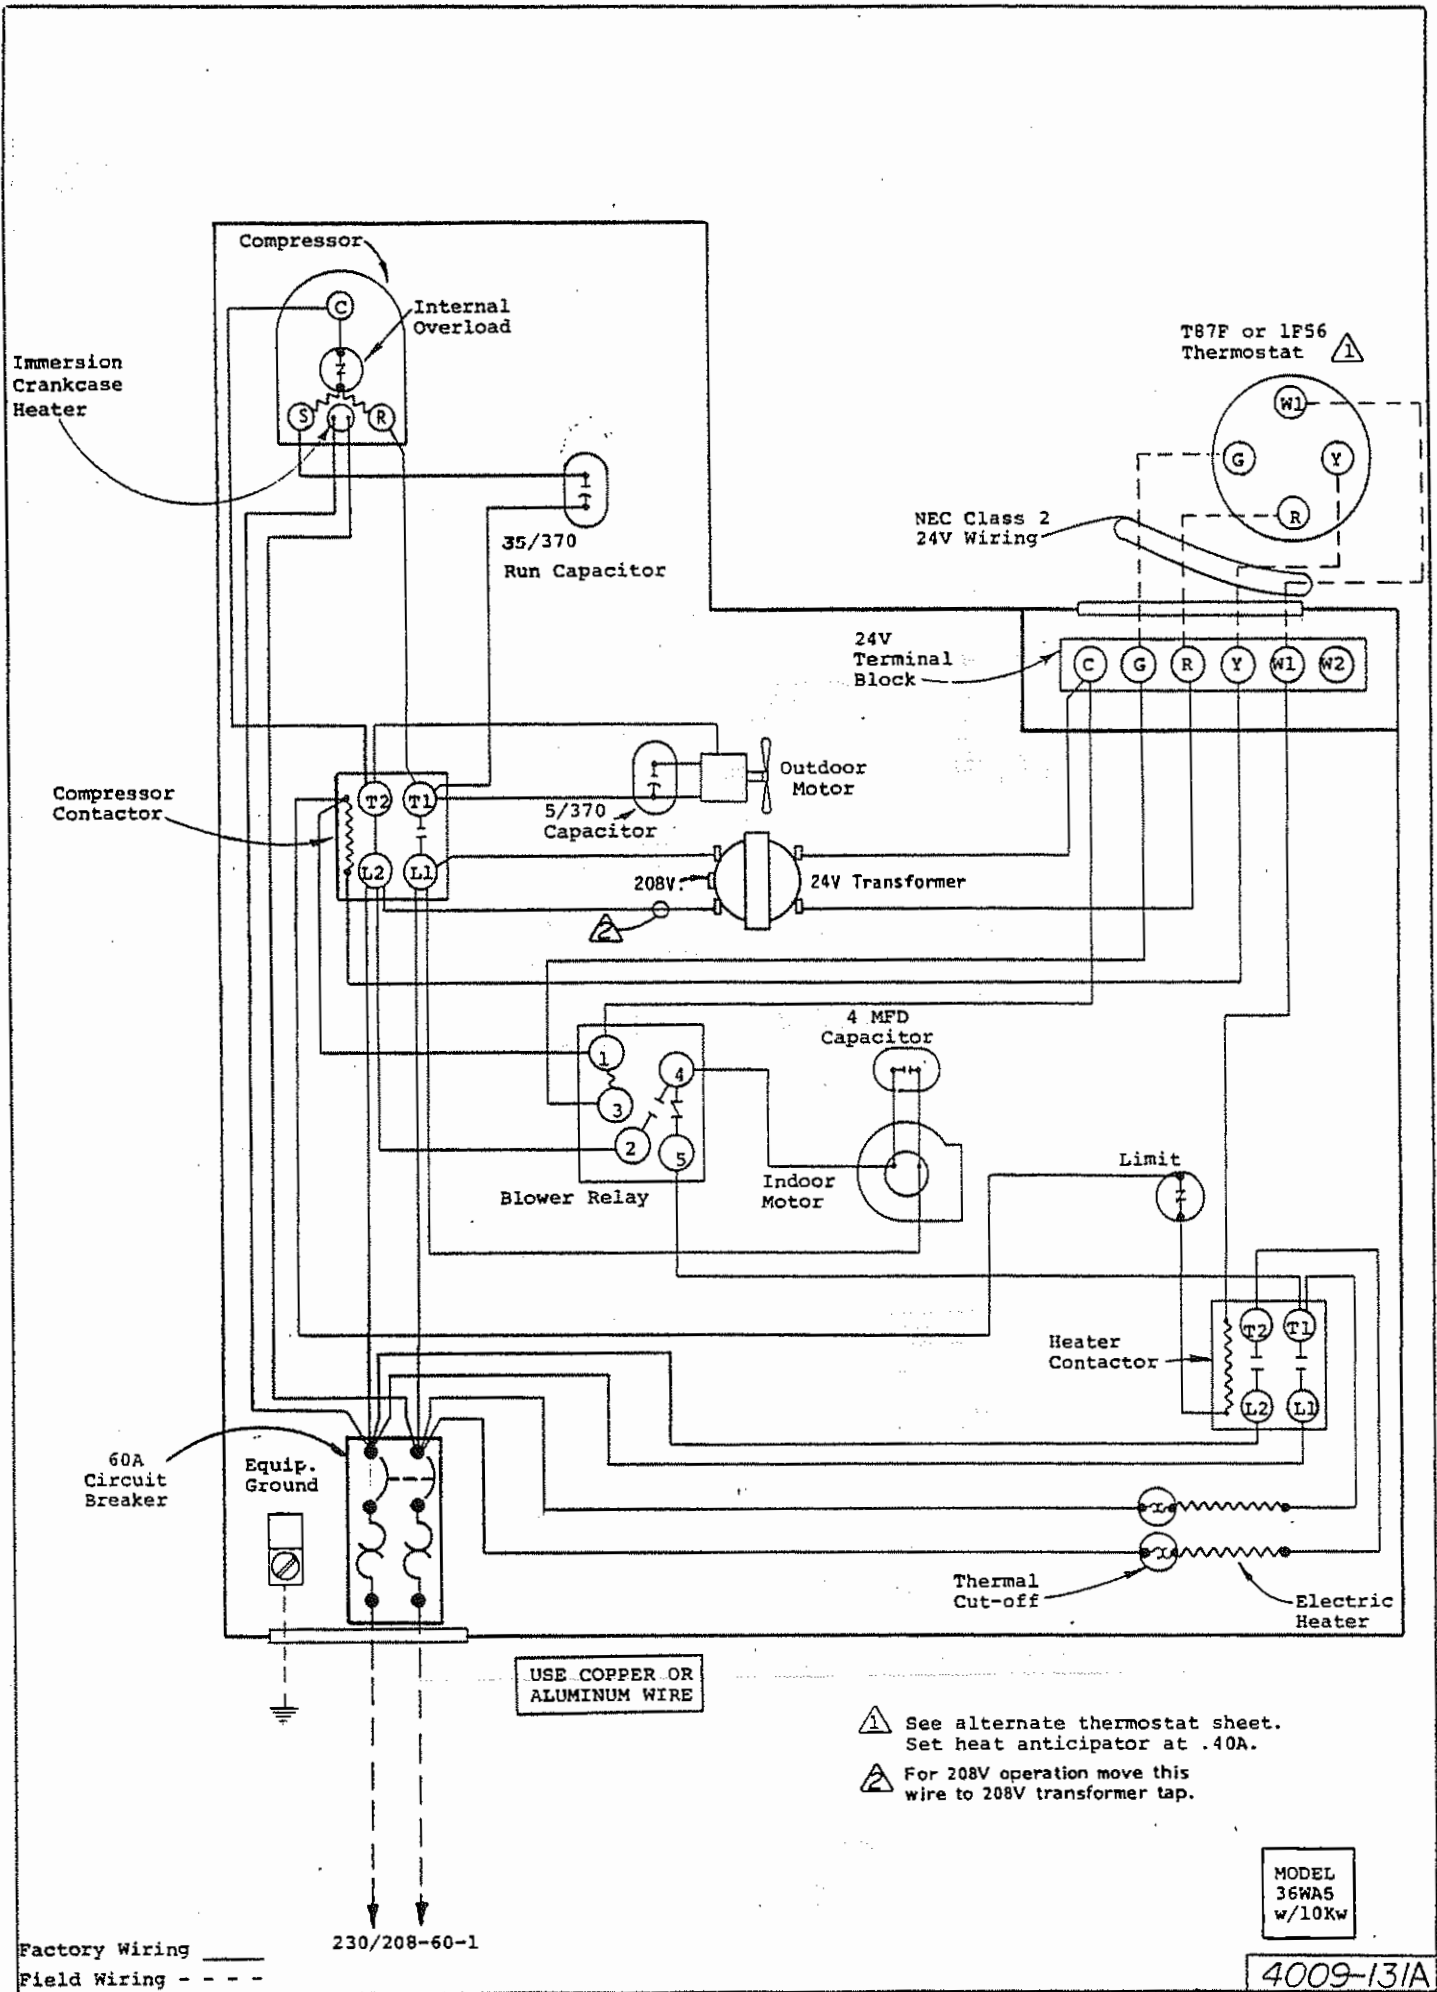 Compressor
C
Internal
Overload
Immersion
Crankcase
Heater
S
R
35/370
Run Capacitor
T87F or 1F56
Thermostat
1
W1
G
Y
R
NEC Class 2
24V Wiring
24V
Terminal
Block
C
G
R
Y
W1
W2
Compressor
Contactor
T2
T1
L2
L1
Outdoor
Motor
5/370
Capacitor
208V.
24V Transformer
2
4 MFD
Capacitor
1
4
3
2
5
Blower Relay
Indoor
Motor
Limit
Heater
Contactor
T2
T1
L2
L1
60A
Circuit
Breaker
Equip.
Ground
Thermal
Cut-off
Electric
Heater
USE COPPER OR
ALUMINUM WIRE
1 See alternate thermostat sheet.
Set heat anticipator at .40A.
2 For 208V operation move this
wire to 208V transformer tap.
MODEL
36WA5
w/10Kw
230/208-60-1
Factory Wiring
Field Wiring - - - -
4009-131A